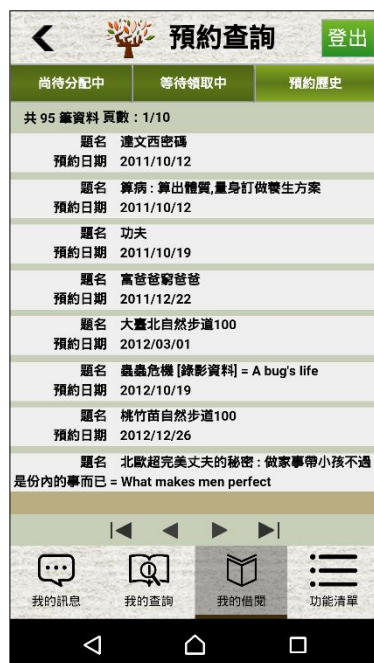 預約查詢
登出
尚待分配中 等待領取中 預約歷史
共 95 筆資料 頁數 : 1/10
題名 達文西密碼
預約日期 2011/10/12
題名 算病 : 算出體質,量身訂做養生方案
預約日期 2011/10/12
題名 功夫
預約日期 2011/10/19
題名 富爸爸窮爸爸
預約日期 2011/12/22
題名 大臺北自然步道100
預約日期 2012/03/01
題名 蟲蟲危機 [錄影資料] = A bug's life
預約日期 2012/10/19
題名 桃竹苗自然步道100
預約日期 2012/12/26
題名 北歐超完美丈夫的秘密 : 做家事帶小孩不過
是份內的事而已 = What makes men perfect
我的訊息 我的查詢 我的借閱 功能清單